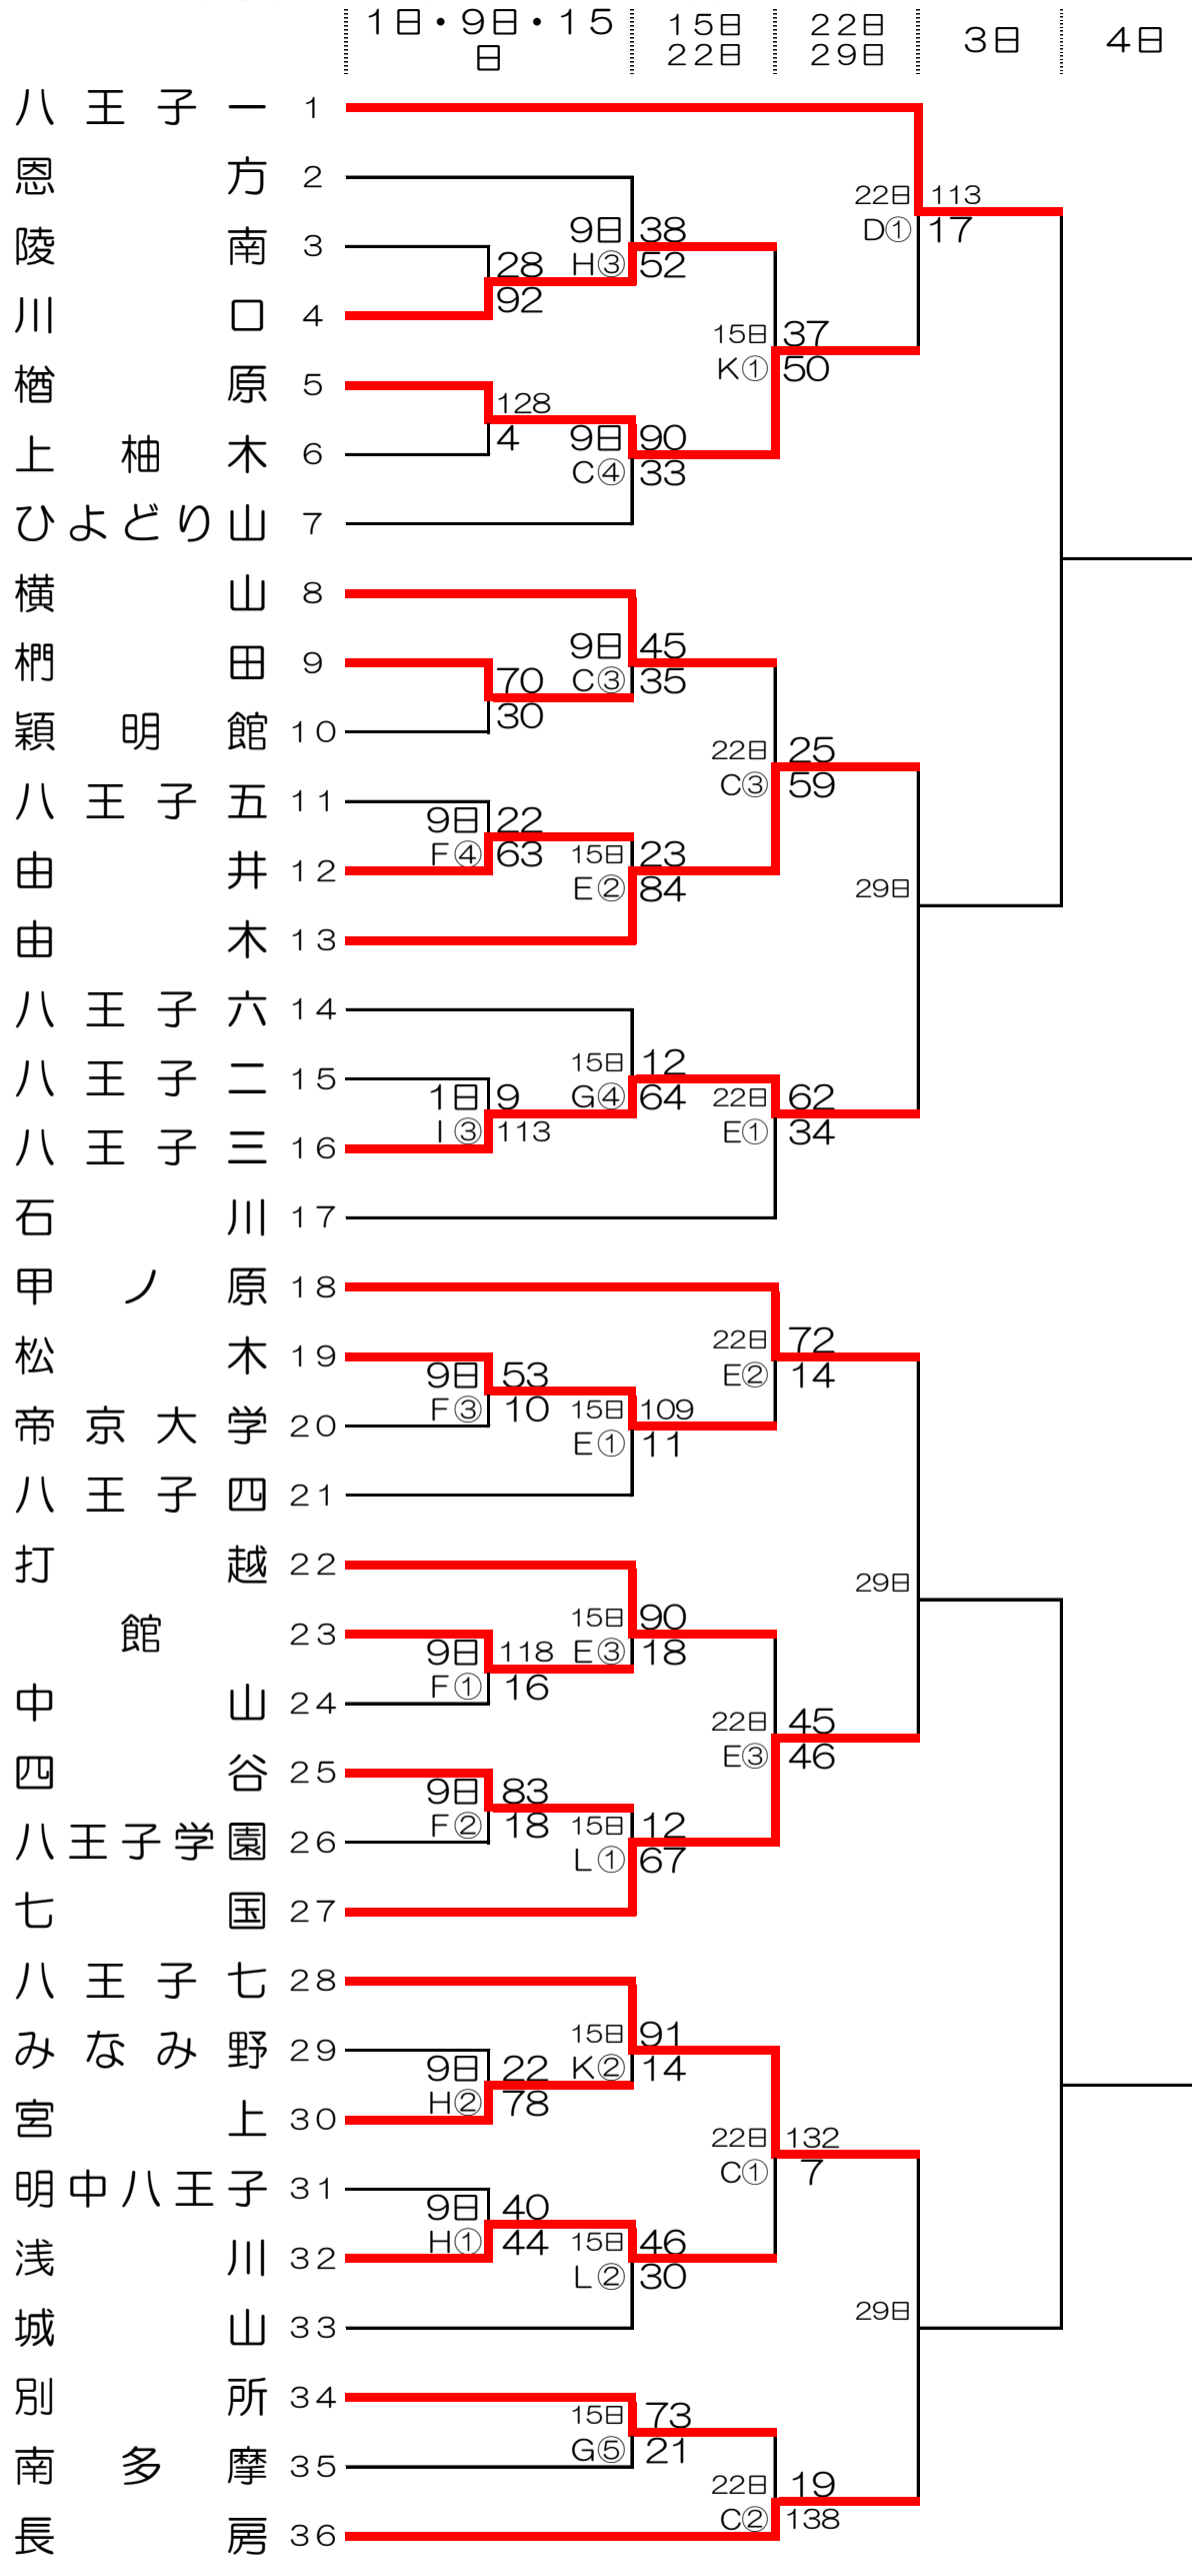 1日・9日・15日
15日
22日
22日
29日
3日
4日
八王子一 1
恩方 2
22日 113
D① 17
陵南 3
9日 38
H③ 52
28
92
川口 4
15日 37
K① 50
楢原 5
128
4
9日 90
C④ 33
上柚木 6
ひよどり山 7
横山 8
9日 45
C③ 35
椚田 9
70
30
穎明館 10
22日 25
C③ 59
八王子五 11
9日 22
F④ 63
由井 12
15日 23
E② 84
29日
由木 13
八王子六 14
15日 12
G④ 64
八王子二 15
1日 9
I③ 113
22日 62
E① 34
八王子三 16
石川 17
甲ノ原 18
22日 72
E② 14
松木 19
9日 53
F③ 10
帝京大学 20
15日 109
E① 11
八王子四 21
打越 22
29日
15日 90
E③ 18
館 23
9日 118
F① 16
中山 24
22日 45
E③ 46
四谷 25
9日 83
F② 18
八王子学園 26
15日 12
L① 67
七国 27
八王子七 28
15日 91
K② 14
みなみ野 29
9日 22
H② 78
宮上 30
22日 132
C① 7
明中八王子 31
9日 40
H① 44
浅川 32
15日 46
L② 30
城山 33
29日
別所 34
15日 73
G⑤ 21
南多摩 35
22日 19
C② 138
長房 36